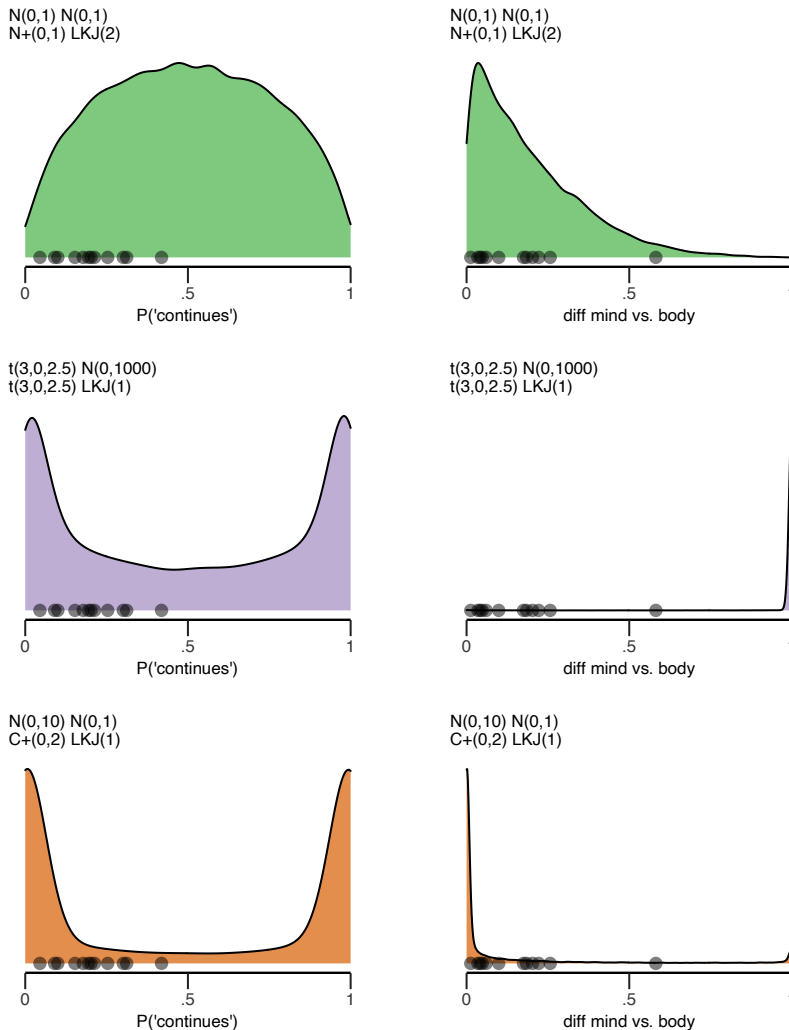 N(0,1) N(0,1)
N+(0,1) LKJ(2)
0 .5 1
P('continues')
N(0,1) N(0,1)
N+(0,1) LKJ(2)
0 .5 1
diff mind vs. body
t(3,0,2.5) N(0,1000)
t(3,0,2.5) LKJ(1)
0 .5 1
P('continues')
t(3,0,2.5) N(0,1000)
t(3,0,2.5) LKJ(1)
0 .5 1
diff mind vs. body
N(0,10) N(0,1)
C+(0,2) LKJ(1)
0 .5 1
P('continues')
N(0,10) N(0,1)
C+(0,2) LKJ(1)
0 .5 1
diff mind vs. body